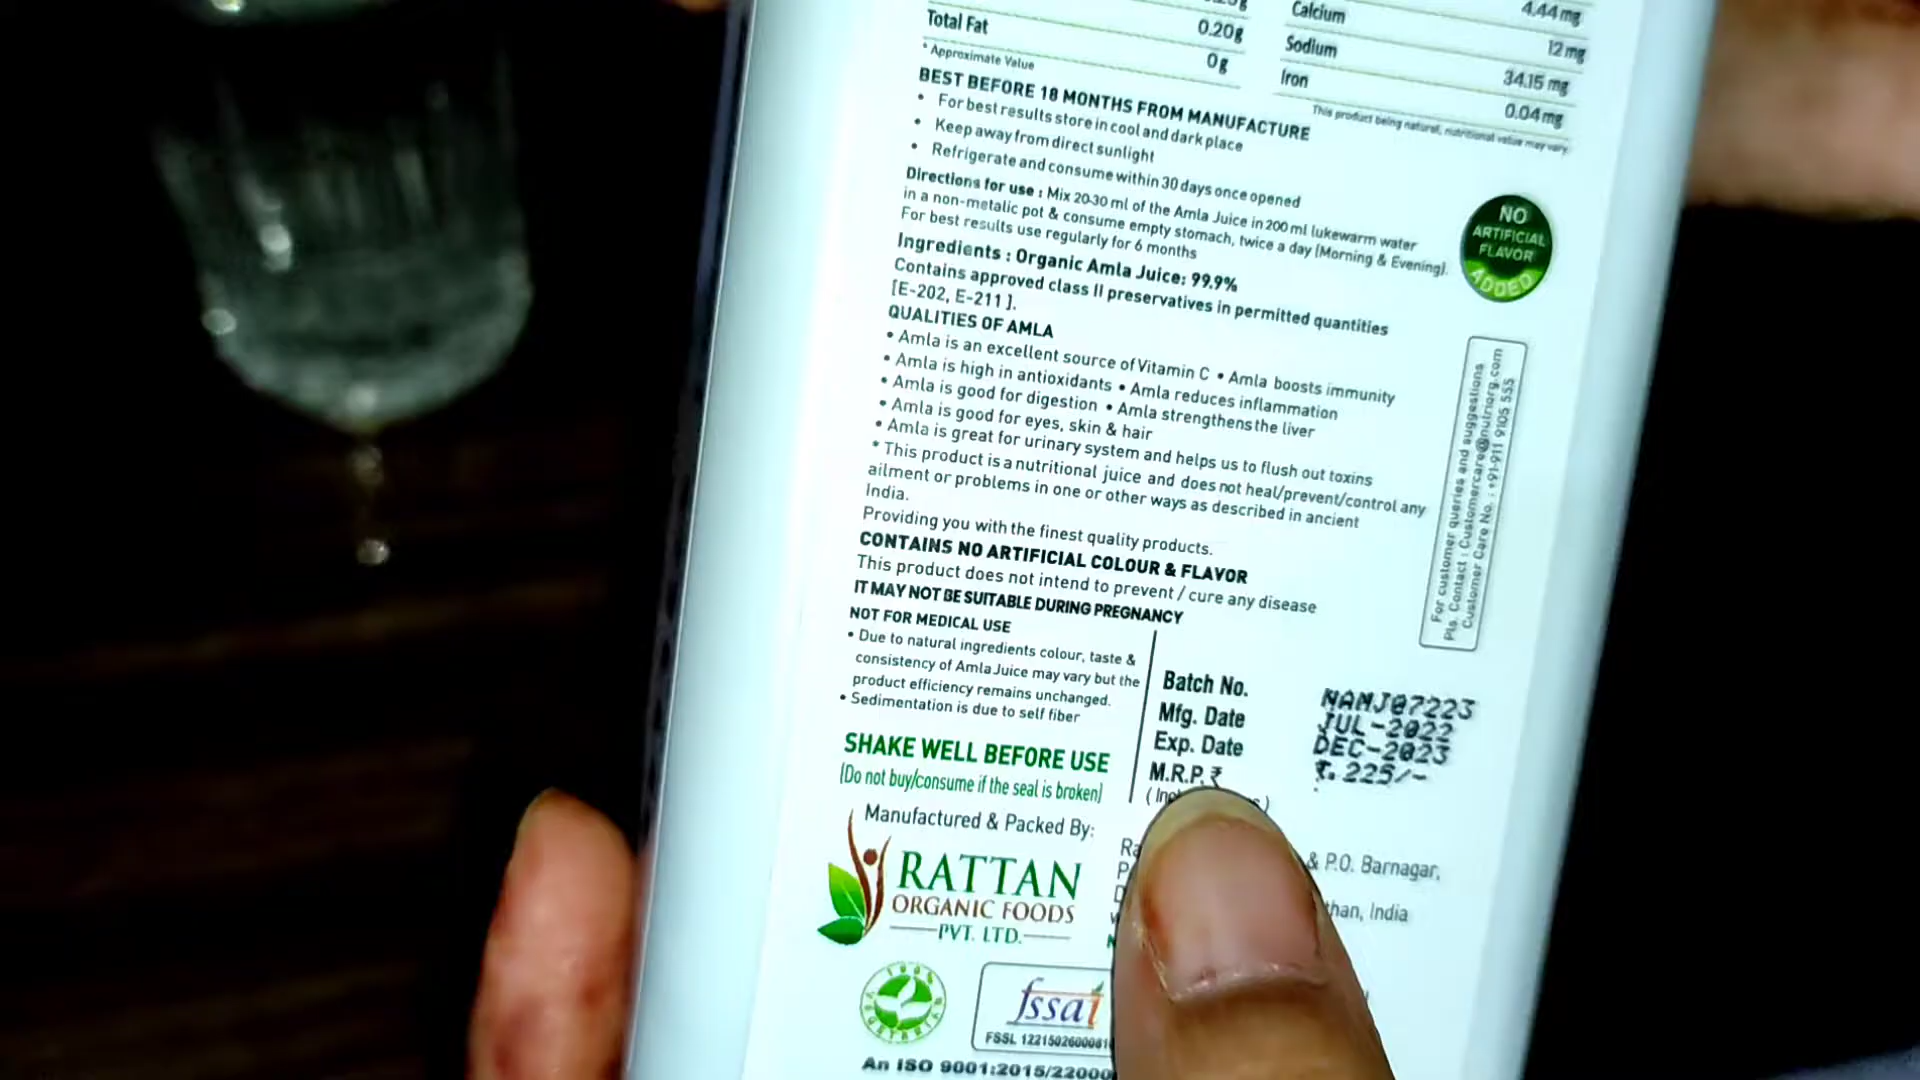 Total Fat 0.20g
0g
* Approximate Value
Calcium 4.44 mg
Sodium 12 mg
Iron 34.15 mg
0.04 mg
This product being natural, nutritional value may vary.
BEST BEFORE 18 MONTHS FROM MANUFACTURE
• For best results store in cool and dark place
• Keep away from direct sunlight
• Refrigerate and consume within 30 days once opened
Directions for use : Mix 20-30 ml of the Amla Juice in 200 ml lukewarm water
in a non-metalic pot & consume empty stomach, twice a day (Morning & Evening).
For best results use regularly for 6 months
Ingredients : Organic Amla Juice: 99.9%
Contains approved class II preservatives in permitted quantities
[E-202, E-211 ].
QUALITIES OF AMLA
• Amla is an excellent source of Vitamin C • Amla boosts immunity
• Amla is high in antioxidants • Amla reduces inflammation
• Amla is good for digestion • Amla strengthens the liver
• Amla is good for eyes, skin & hair
• Amla is great for urinary system and helps us to flush out toxins
* This product is a nutritional juice and does not heal/prevent/control any
ailment or problems in one or other ways as described in ancient
India.
Providing you with the finest quality products.
CONTAINS NO ARTIFICIAL COLOUR & FLAVOR
This product does not intend to prevent / cure any disease
IT MAY NOT BE SUITABLE DURING PREGNANCY
NOT FOR MEDICAL USE
• Due to natural ingredients colour, taste &
consistency of Amla Juice may vary but the
product efficiency remains unchanged.
• Sedimentation is due to self fiber
SHAKE WELL BEFORE USE
(Do not buy/consume if the seal is broken)
NO
ARTIFICIAL
FLAVOR
ADDED
For customer queries and suggestions
Pls. Contact : Customercare@nutriorg.com
Customer Care No. : +91-911 9105 555
Batch No. NAMJ07223
Mfg. Date JUL-2022
Exp. Date DEC-2023
M.R.P. ₹ ₹. 225/-
Manufactured & Packed By:
RATTAN
ORGANIC FOODS
PVT. LTD.
& P.O. Barnagar,
India
100%
VEGETARIAN
fssai
FSSL
An ISO 9001:2015/22000